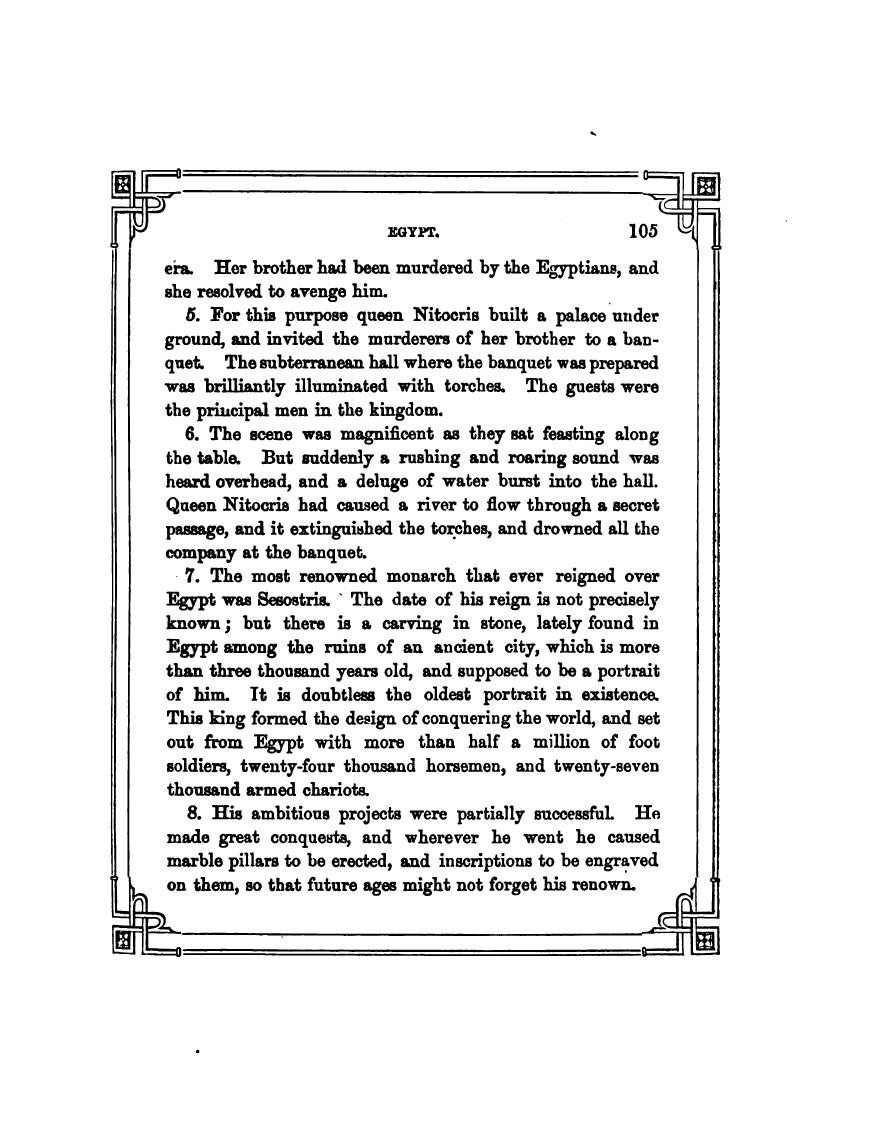 EGYPT. 105
era. Her brother had been murdered by the Egyptians, and
she resolved to avenge him.
5. For this purpose queen Nitocris built a palace under
ground, and invited the murderers of her brother to a ban-
quet. The subterranean hall where the banquet was prepared
was brilliantly illuminated with torches. The guests were
the principal men in the kingdom.
6. The scene was magnificent as they sat feasting along
the table. But suddenly a rushing and roaring sound was
heard overhead, and a deluge of water burst into the hall.
Queen Nitocris had caused a river to flow through a secret
passage, and it extinguished the torches, and drowned all the
company at the banquet.
7. The most renowned monarch that ever reigned over
Egypt was Sesostris. The date of his reign is not precisely
known; but there is a carving in stone, lately found in
Egypt among the ruins of an ancient city, which is more
than three thousand years old, and supposed to be a portrait
of him. It is doubtless the oldest portrait in existence.
This king formed the design of conquering the world, and set
out from Egypt with more than half a million of foot
soldiers, twenty-four thousand horsemen, and twenty-seven
thousand armed chariots.
8. His ambitious projects were partially successful. He
made great conquests, and wherever he went he caused
marble pillars to be erected, and inscriptions to be engraved
on them, so that future ages might not forget his renown.